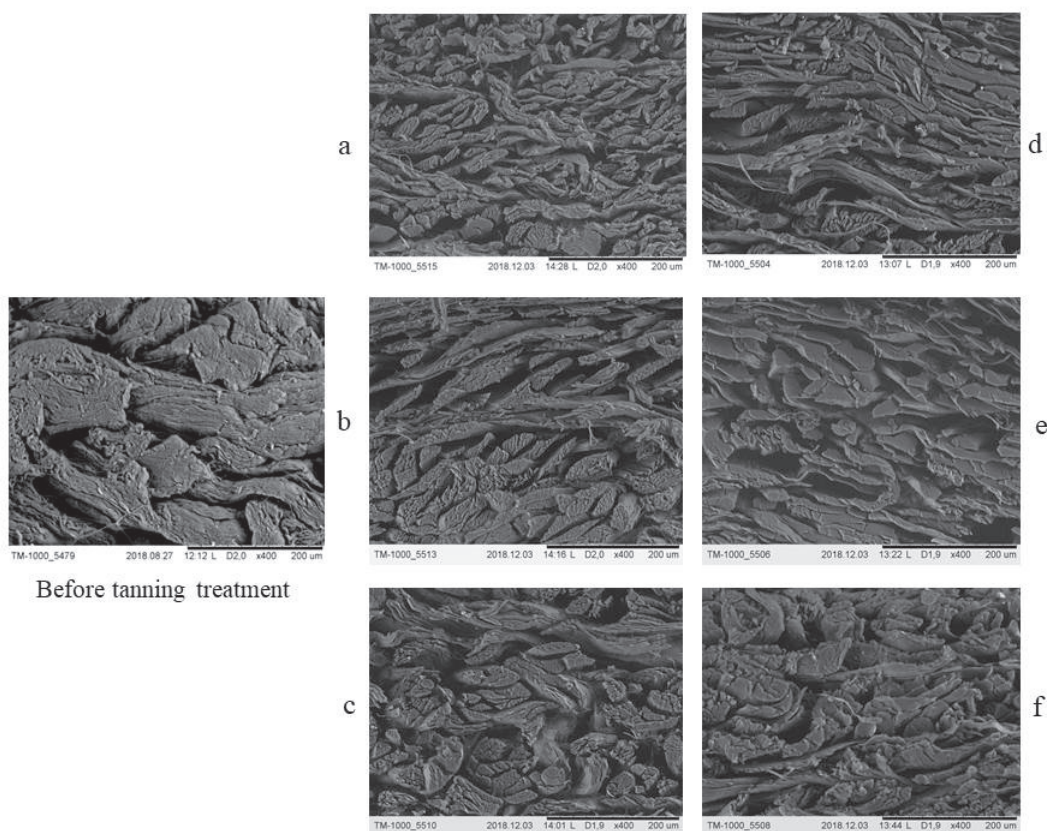 a
TM-1000_5515 2018.12.03 14:28 L D2,0 x400 200 um
d
TM-1000_5504 2018.12.03 13:07 L D1,9 x400 200 um
TM-1000_5479 2018.08.27 12:12 L D2,0 x400 200 um
Before tanning treatment
b
TM-1000_5513 2018.12.03 14:16 L D2,0 x400 200 um
e
TM-1000_5506 2018.12.03 13:22 L D1,9 x400 200 um
c
TM-1000_5510 2018.12.03 14:01 L D1,9 x400 200 um
f
TM-1000_5508 2018.12.03 13:44 L D1,9 x400 200 um